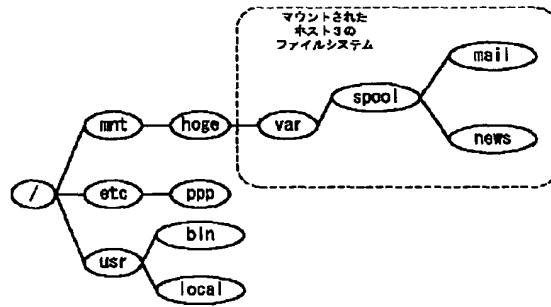 マウントされた
ホスト3の
ファイルシステム
mail
spool
mnt
hoge
var
news
/
etc
ppp
bin
usr
local